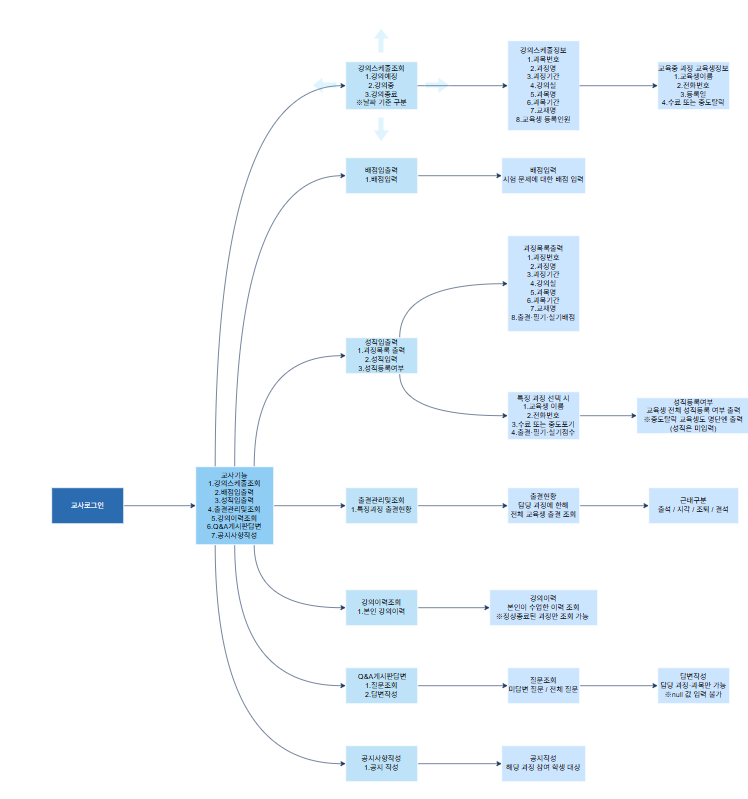 교사로그인
교사기능
1.강의스케줄조회
2.배점입출력
3.성적입출력
4.출결관리및조회
5.강의이력조회
6.Q&A게시판답변
7.공지사항작성
강의스케줄조회
1.강의예정
2.강의중
3.강의종료
※날짜 기준 구분
강의스케줄정보
1.과목번호
2.과정명
3.과정기간
4.강의실
5.과목명
6.과목기간
7.교재명
8.교육생 등록인원
교육중 과정 교육생정보
1.교육생이름
2.전화번호
3.등록일
4.수료 또는 중도탈락
배점입출력
1.배점입력
배점입력
시험 문제에 대한 배점 입력
성적입출력
1.과정목록 출력
2.성적입력
3.성적등록여부
과정목록출력
1.과정번호
2.과정명
3.과정기간
4.강의실
5.과목명
6.과목기간
7.교재명
8.출결·필기·실기배점
특정 과정 선택 시
1.교육생 이름
2.전화번호
3.수료 또는 중도포기
4.출결·필기·실기점수
성적등록여부
교육생 전체 성적등록 여부 출력
※중도탈락 교육생도 명단엔 출력
(성적은 미입력)
출결관리및조회
1.특정과정 출결현황
출결현황
담당 과정에 한해
전체 교육생 출결 조회
근태구분
출석 / 지각 / 조퇴 / 결석
강의이력조회
1.본인 강의이력
강의이력
본인이 수업한 이력 조회
※정상종료된 과정만 조회 가능
Q&A게시판답변
1.질문조회
2.답변작성
질문조회
미답변 질문 / 전체 질문
답변작성
담당 과정·과목만 가능
※null 값 입력 불가
공지사항작성
1.공지 작성
공지작성
해당 과정 참여 학생 대상